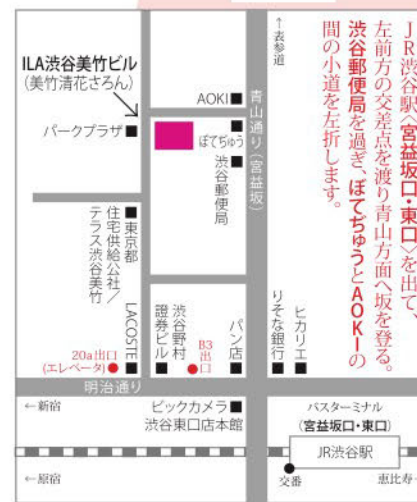 JR渋谷駅〈宮益坂口・東口〉を出て、
左前方の交差点を渡り青山方面へ坂を登る。
渋谷郵便局を過ぎ、ぼてぢゅうとAOKIの
間の小道を左折します。
↑表参道
ILA渋谷美竹ビル
(美竹清花さろん)
AOKI■
パークプラザ■
青山通り(宮益坂)
ぼてぢゅう
渋谷郵便局
■東京都
住宅供給公社/
テラス渋谷美竹
LACOSTE■
20a出口
(エレベータ)
渋谷野村
證券ビル■
B3
出口
パン店■
りそな銀行■
ヒカリエ■
明治通り
←新宿
ビックカメラ■
渋谷東口店本館
バスターミナル
(宮益坂口・東口)
JR渋谷駅
←原宿
交番
恵比寿→